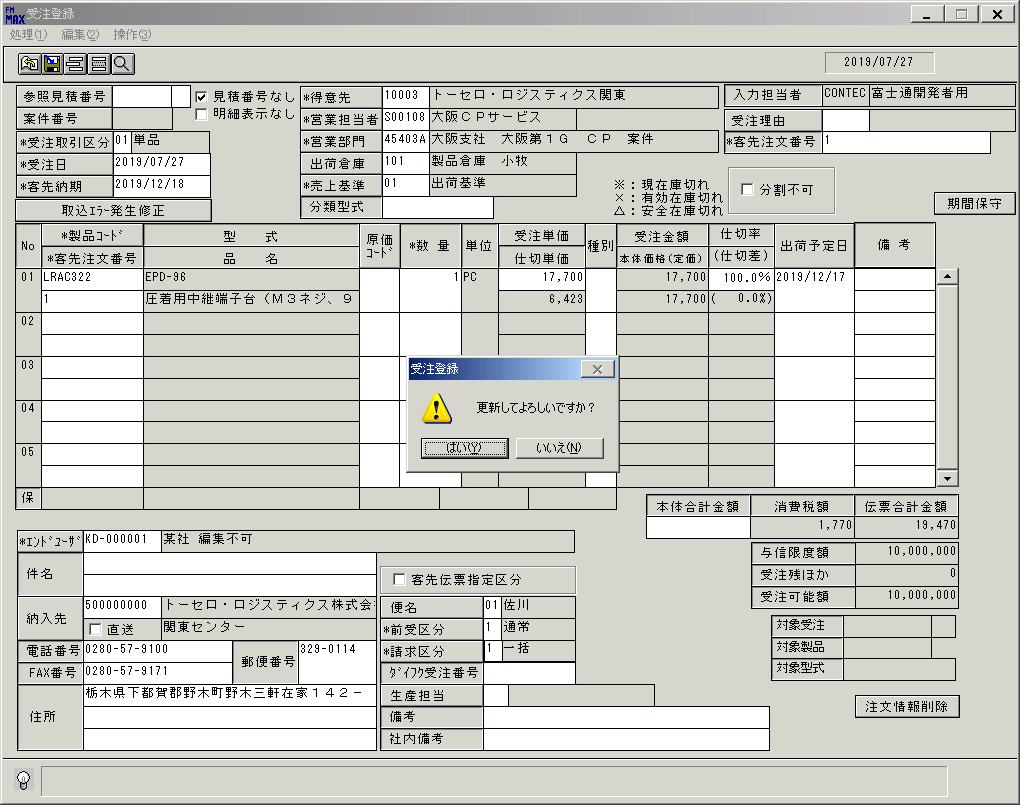 FM MAX 受注登録
処理(1) 編集(2) 操作(3)
2019/07/27
参照見積番号 見積番号なし *得意先 10003 トーセロ・ロジスティクス関東 入力担当者 CONTEC 富士通開発者用
案件番号 明細表示なし *営業担当者 S00108 大阪CPサービス 受注理由
*受注取引区分 01 単品 *営業部門 45403A 大阪支社 大阪第1G CP 案件 *客先注文番号 1
*受注日 2019/07/27 出荷倉庫 101 製品倉庫 小牧
*客先納期 2019/12/18 *売上基準 01 出荷基準 ※:現在庫切れ
×:有効在庫切れ 分割不可
△:安全在庫切れ
取込エラー発生修正 分類型式 期間保守
No *製品コード 型 式 原価コード *数 量 単位 受注単価 種別 受注金額 仕切率 出荷予定日 備 考
*客先注文番号 品 名 仕切単価 本体価格(定価) (仕切差)
01 LRAC322 EPD-96 1 PC 17,700 17,700 100.0% 2019/12/17
1 圧着用中継端子台(M3ネジ、9 6,423 17,700 ( 0.0%)
02
03
04
05
保
受注登録
更新してよろしいですか?
はい(Y) いいえ(N)
本体合計金額 消費税額 伝票合計金額
1,770 19,470
*エンドユーザ KD-000001 某社 編集不可
与信限度額 10,000,000
受注残ほか 0
受注可能額 10,000,000
件名
客先伝票指定区分
納入先 500000000 トーセロ・ロジスティクス株式会 便名 01 佐川
直送 関東センター *前受区分 1 通常 対象受注
電話番号 0280-57-9100 郵便番号 329-0114 *請求区分 1 一括 対象製品
FAX番号 0280-57-9171 ダイフク受注番号 対象型式
住所 栃木県下都賀郡野木町野木三軒在家142- 生産担当
備考 注文情報削除
社内備考